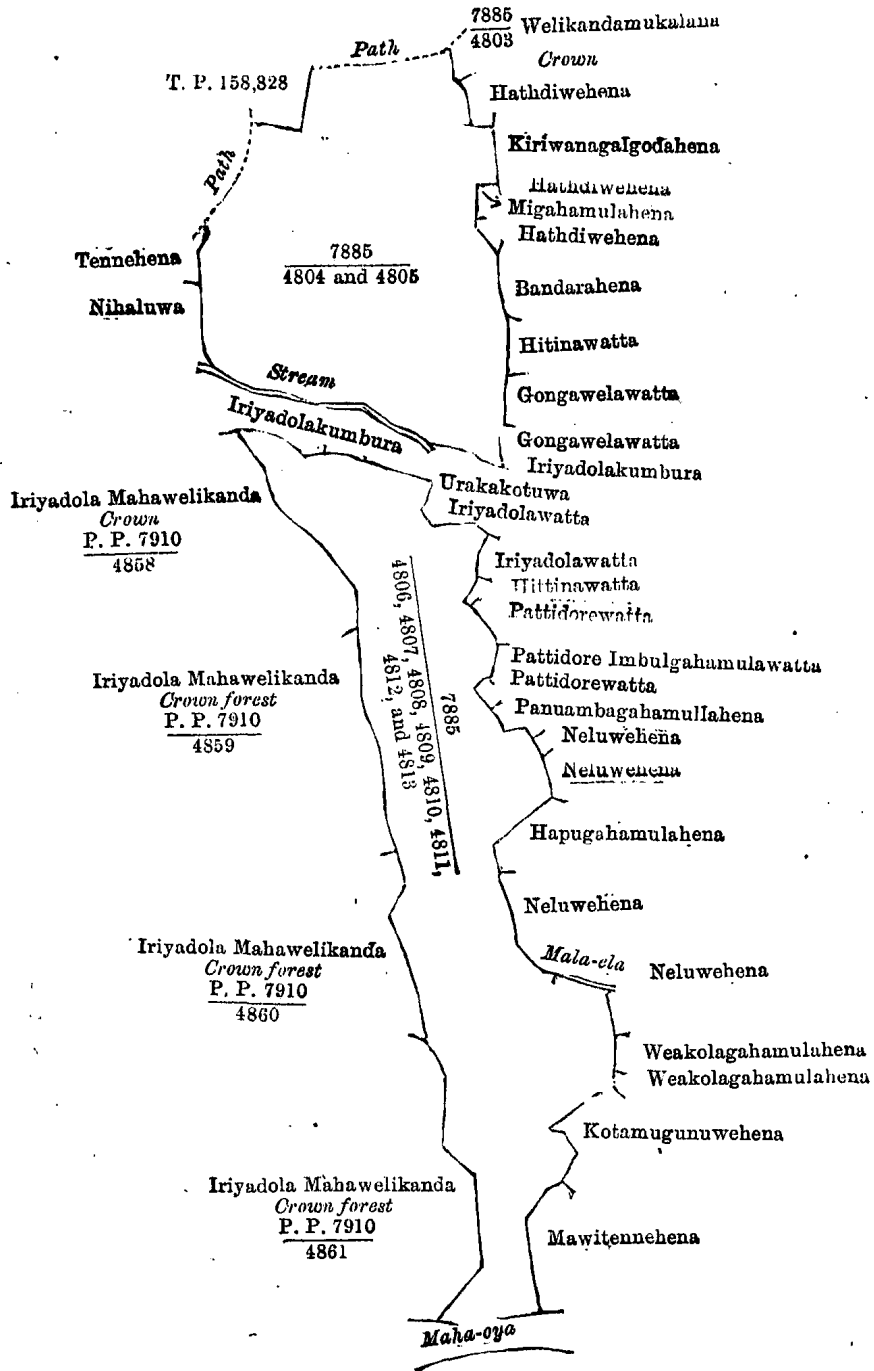 7885
4803 Welikandamukalana
Crown
Path
T. P. 158,828
Hathdiwehena
Kiriwanagalgodahena
Path
Hathdiwehena
Migahamulahena
Hathdiwehena
Tennehena
7885
4804 and 4805
Bandarahena
Nihaluwa
Hitinawatta
Stream
Gongawelawatta
Iriyadolakumbura
Gongawelawatta
Iriyadolakumbura
Urakakotuwa
Iriyadolawatta
Iriyadola Mahawelikanda
Crown
P. P. 7910
4858
Iriyadolawatta
Hittinawatta
Pattidorewatta
7885
4806, 4807, 4808, 4809, 4810, 4811,
4812, and 4813
Pattidore Imbulgahamulawatta
Pattidorewatta
Iriyadola Mahawelikanda
Crown forest
P. P. 7910
4859
Panuambagahamullahena
Neluwehena
Neluwehena
Hapugahamulahena
Neluwehena
Iriyadola Mahawelikanda
Crown forest
P. P. 7910
4860
Mala-ela
Neluwehena
Weakolagahamulahena
Weakolagahamulahena
Kotamugunuwehena
Iriyadola Mahawelikanda
Crown forest
P. P. 7910
4861
Mawitennehena
Maha-oya